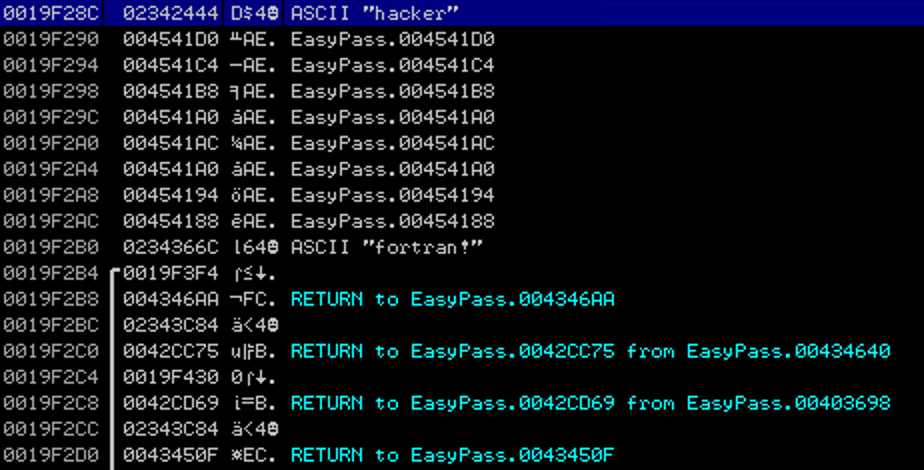 0019F28C 02342444 D$4☻ ASCII "hacker"
0019F290 004541D0 ╨AE. EasyPass.004541D0
0019F294 004541C4 ─AE. EasyPass.004541C4
0019F298 004541B8 ╕AE. EasyPass.004541B8
0019F29C 004541A0 áAE. EasyPass.004541A0
0019F2A0 004541AC ¼AE. EasyPass.004541AC
0019F2A4 004541A0 áAE. EasyPass.004541A0
0019F2A8 00454194 öAE. EasyPass.00454194
0019F2AC 00454188 êAE. EasyPass.00454188
0019F2B0 0234366C l64☻ ASCII "fortran!"
0019F2B4 0019F3F4 ⌠≤↓.
0019F2B8 004346AA ¬FC. RETURN to EasyPass.004346AA
0019F2BC 02343C84 ä<4☻
0019F2C0 0042CC75 u╠B. RETURN to EasyPass.0042CC75 from EasyPass.00434640
0019F2C4 0019F430 0⌠↓.
0019F2C8 0042CD69 i═B. RETURN to EasyPass.0042CD69 from EasyPass.00403698
0019F2CC 02343C84 ä<4☻
0019F2D0 0043450F ☼EC. RETURN to EasyPass.0043450F